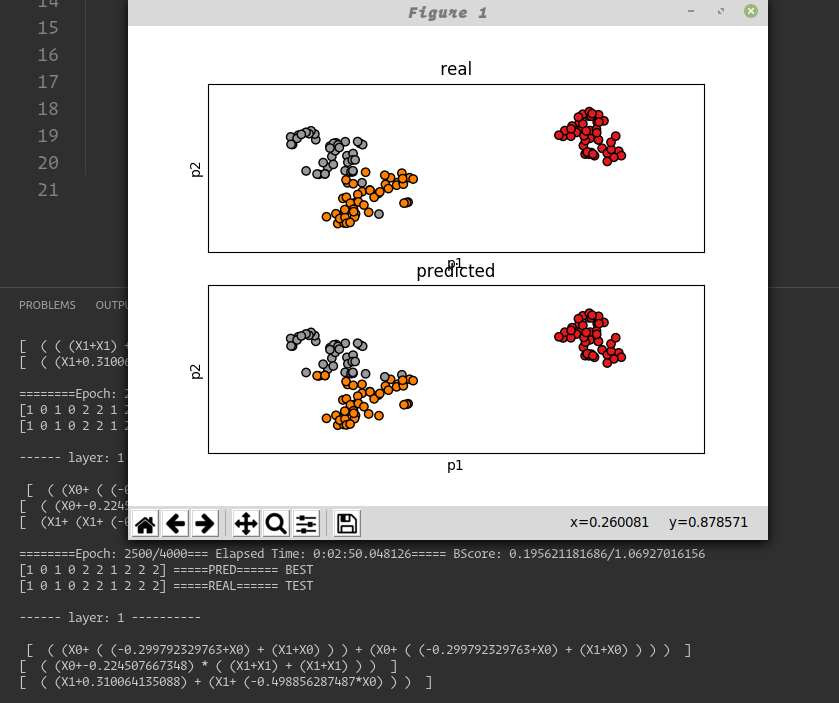 14
Figure 1
15
16
17
18
19
20
21
real
p2
p1
predicted
p2
p1
x=0.260081 y=0.878571
PROBLEMS
[ ( ( (X1+X1)
[ ( (X1+0.31006
========Epoch:
[1 0 1 0 2 2 1
[1 0 1 0 2 2 1
------ layer: 1
[ ( (X0+ ( (-0
[ ( (X0+-0.2245
[ (X1+ (X1+ (-0
========Epoch: 2500/4000=== Elapsed Time: 0:02:50.048126===== BScore: 0.195621181686/1.06927016156
[1 0 1 0 2 2 1 2 2 2] =====PRED====== BEST
[1 0 1 0 2 2 1 2 2 2] =====REAL====== TEST
------ layer: 1 ----------
[ ( (X0+ ( (-0.299792329763+X0) + (X1+X0) ) ) + (X0+ ( (-0.299792329763+X0) + (X1+X0) ) ) ) ]
[ ( (X0+-0.224507667348) * ( (X1+X1) + (X1+X1) ) ) ]
[ ( (X1+0.310064135088) + (X1+ (-0.498856287487*X0) ) ) ]